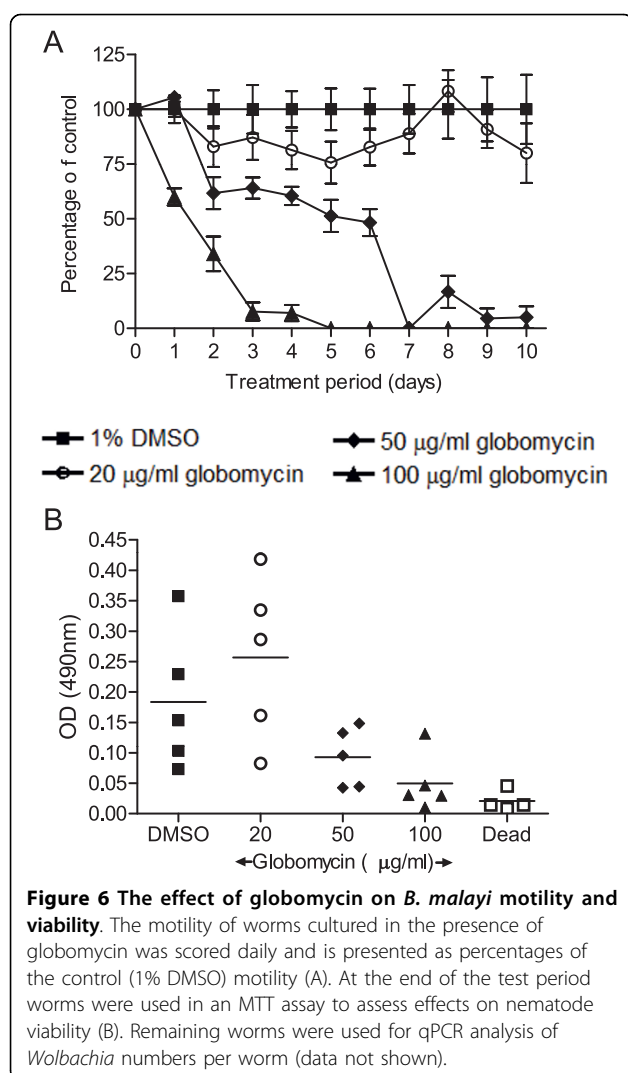 A
Percentage o f control
125
100
75
50
25
0
0 1 2 3 4 5 6 7 8 9 10
Treatment period (days)
1% DMSO
50 μg/ml globomycin
20 μg/ml globomycin
100 μg/ml globomycin
B
OD (490nm)
0.45
0.40
0.35
0.30
0.25
0.20
0.15
0.10
0.05
0.00
DMSO 20 50 100 Dead
←Globomycin ( μg/ml)→
Figure 6 The effect of globomycin on B. malayi motility and
viability. The motility of worms cultured in the presence of
globomycin was scored daily and is presented as percentages of
the control (1% DMSO) motility (A). At the end of the test period
worms were used in an MTT assay to assess effects on nematode
viability (B). Remaining worms were used for qPCR analysis of
Wolbachia numbers per worm (data not shown).